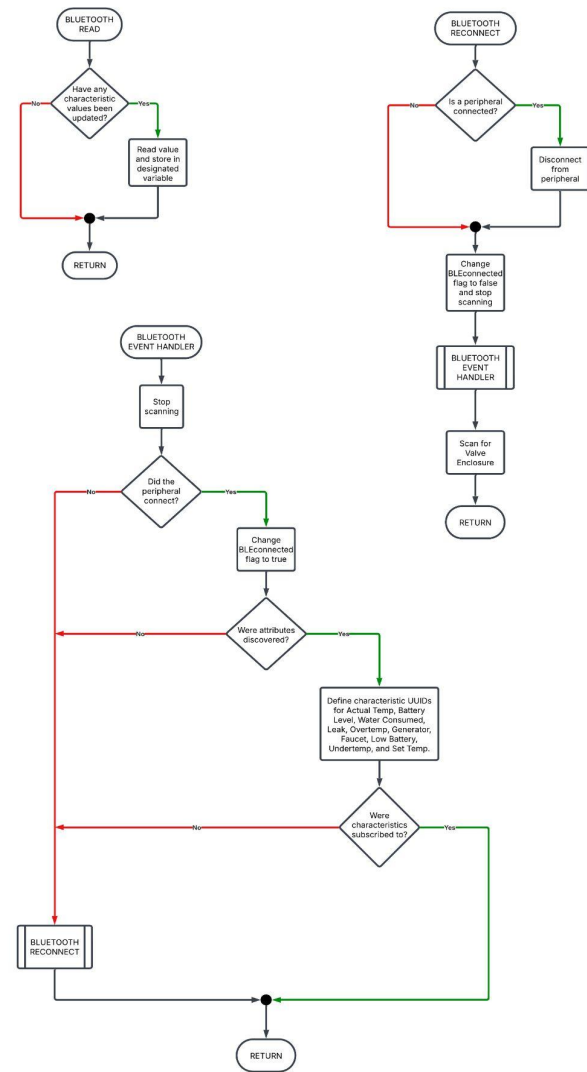 BLUETOOTH
READ
Have any
characteristic
values been
updated?
No
Yes
Read value
and store in
designated
variable
RETURN
BLUETOOTH
RECONNECT
Is a peripheral
connected?
No
Yes
Disconnect
from
peripheral
Change
BLEconnected
flag to false
and stop
scanning
BLUETOOTH
EVENT
HANDLER
Scan for
Valve
Enclosure
RETURN
BLUETOOTH
EVENT HANDLER
Stop
scanning
Did the
peripheral
connect?
No
Yes
Change
BLEconnected
flag to true
Were attributes
discovered?
No
Yes
Define characteristic UUIDs
for Actual Temp, Battery
Level, Water Consumed,
Leak, Overtemp, Generator,
Faucet, Low Battery,
Undertemp, and Set Temp.
Were
characteristics
subscribed to?
No
Yes
BLUETOOTH
RECONNECT
RETURN